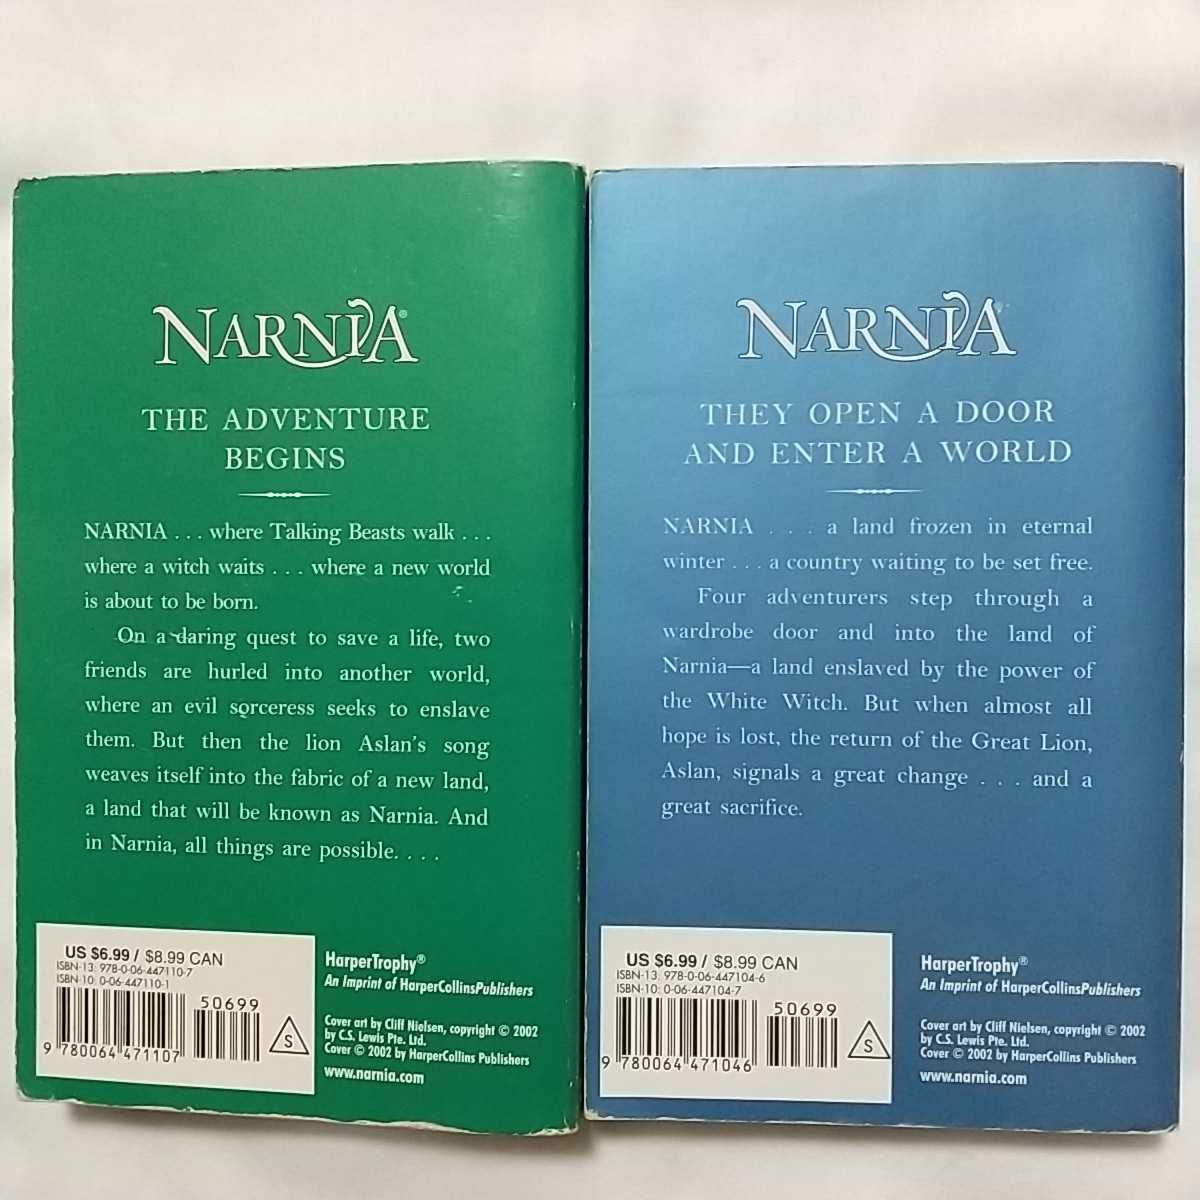 NARNIA®
THE ADVENTURE
BEGINS
NARNIA . . . where Talking Beasts walk . . .
where a witch waits . . . where a new world
is about to be born.
On a daring quest to save a life, two
friends are hurled into another world,
where an evil sorceress seeks to enslave
them. But then the lion Aslan's song
weaves itself into the fabric of a new land,
a land that will be known as Narnia. And
in Narnia, all things are possible. . . .
US $6.99 / $8.99 CAN
ISBN-13: 978-0-06-447110-7
ISBN-10: 0-06-447110-1
50699
9 780064 471107
S
HarperTrophy®
An Imprint of HarperCollinsPublishers
Cover art by Cliff Nielsen, copyright © 2002
by C.S. Lewis Pte. Ltd.
Cover © 2002 by HarperCollins Publishers
www.narnia.com
NARNIA®
THEY OPEN A DOOR
AND ENTER A WORLD
NARNIA . . . a land frozen in eternal
winter . . . a country waiting to be set free.
Four adventurers step through a
wardrobe door and into the land of
Narnia—a land enslaved by the power of
the White Witch. But when almost all
hope is lost, the return of the Great Lion,
Aslan, signals a great change . . . and a
great sacrifice.
US $6.99 / $8.99 CAN
ISBN-13: 978-0-06-447104-6
ISBN-10: 0-06-447104-7
50699
9 780064 471046
S
HarperTrophy®
An Imprint of HarperCollinsPublishers
Cover art by Cliff Nielsen, copyright © 2002
by C.S. Lewis Pte. Ltd.
Cover © 2002 by HarperCollins Publishers
www.narnia.com